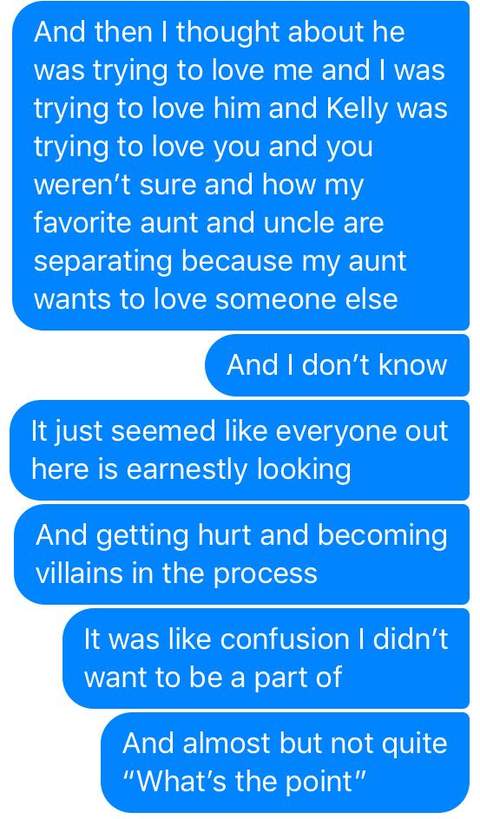 And then I thought about he
was trying to love me and I was
trying to love him and Kelly was
trying to love you and you
weren’t sure and how my
favorite aunt and uncle are
separating because my aunt
wants to love someone else
And I don’t know
It just seemed like everyone out
here is earnestly looking
And getting hurt and becoming
villains in the process
It was like confusion I didn’t
want to be a part of
And almost but not quite
“What’s the point”